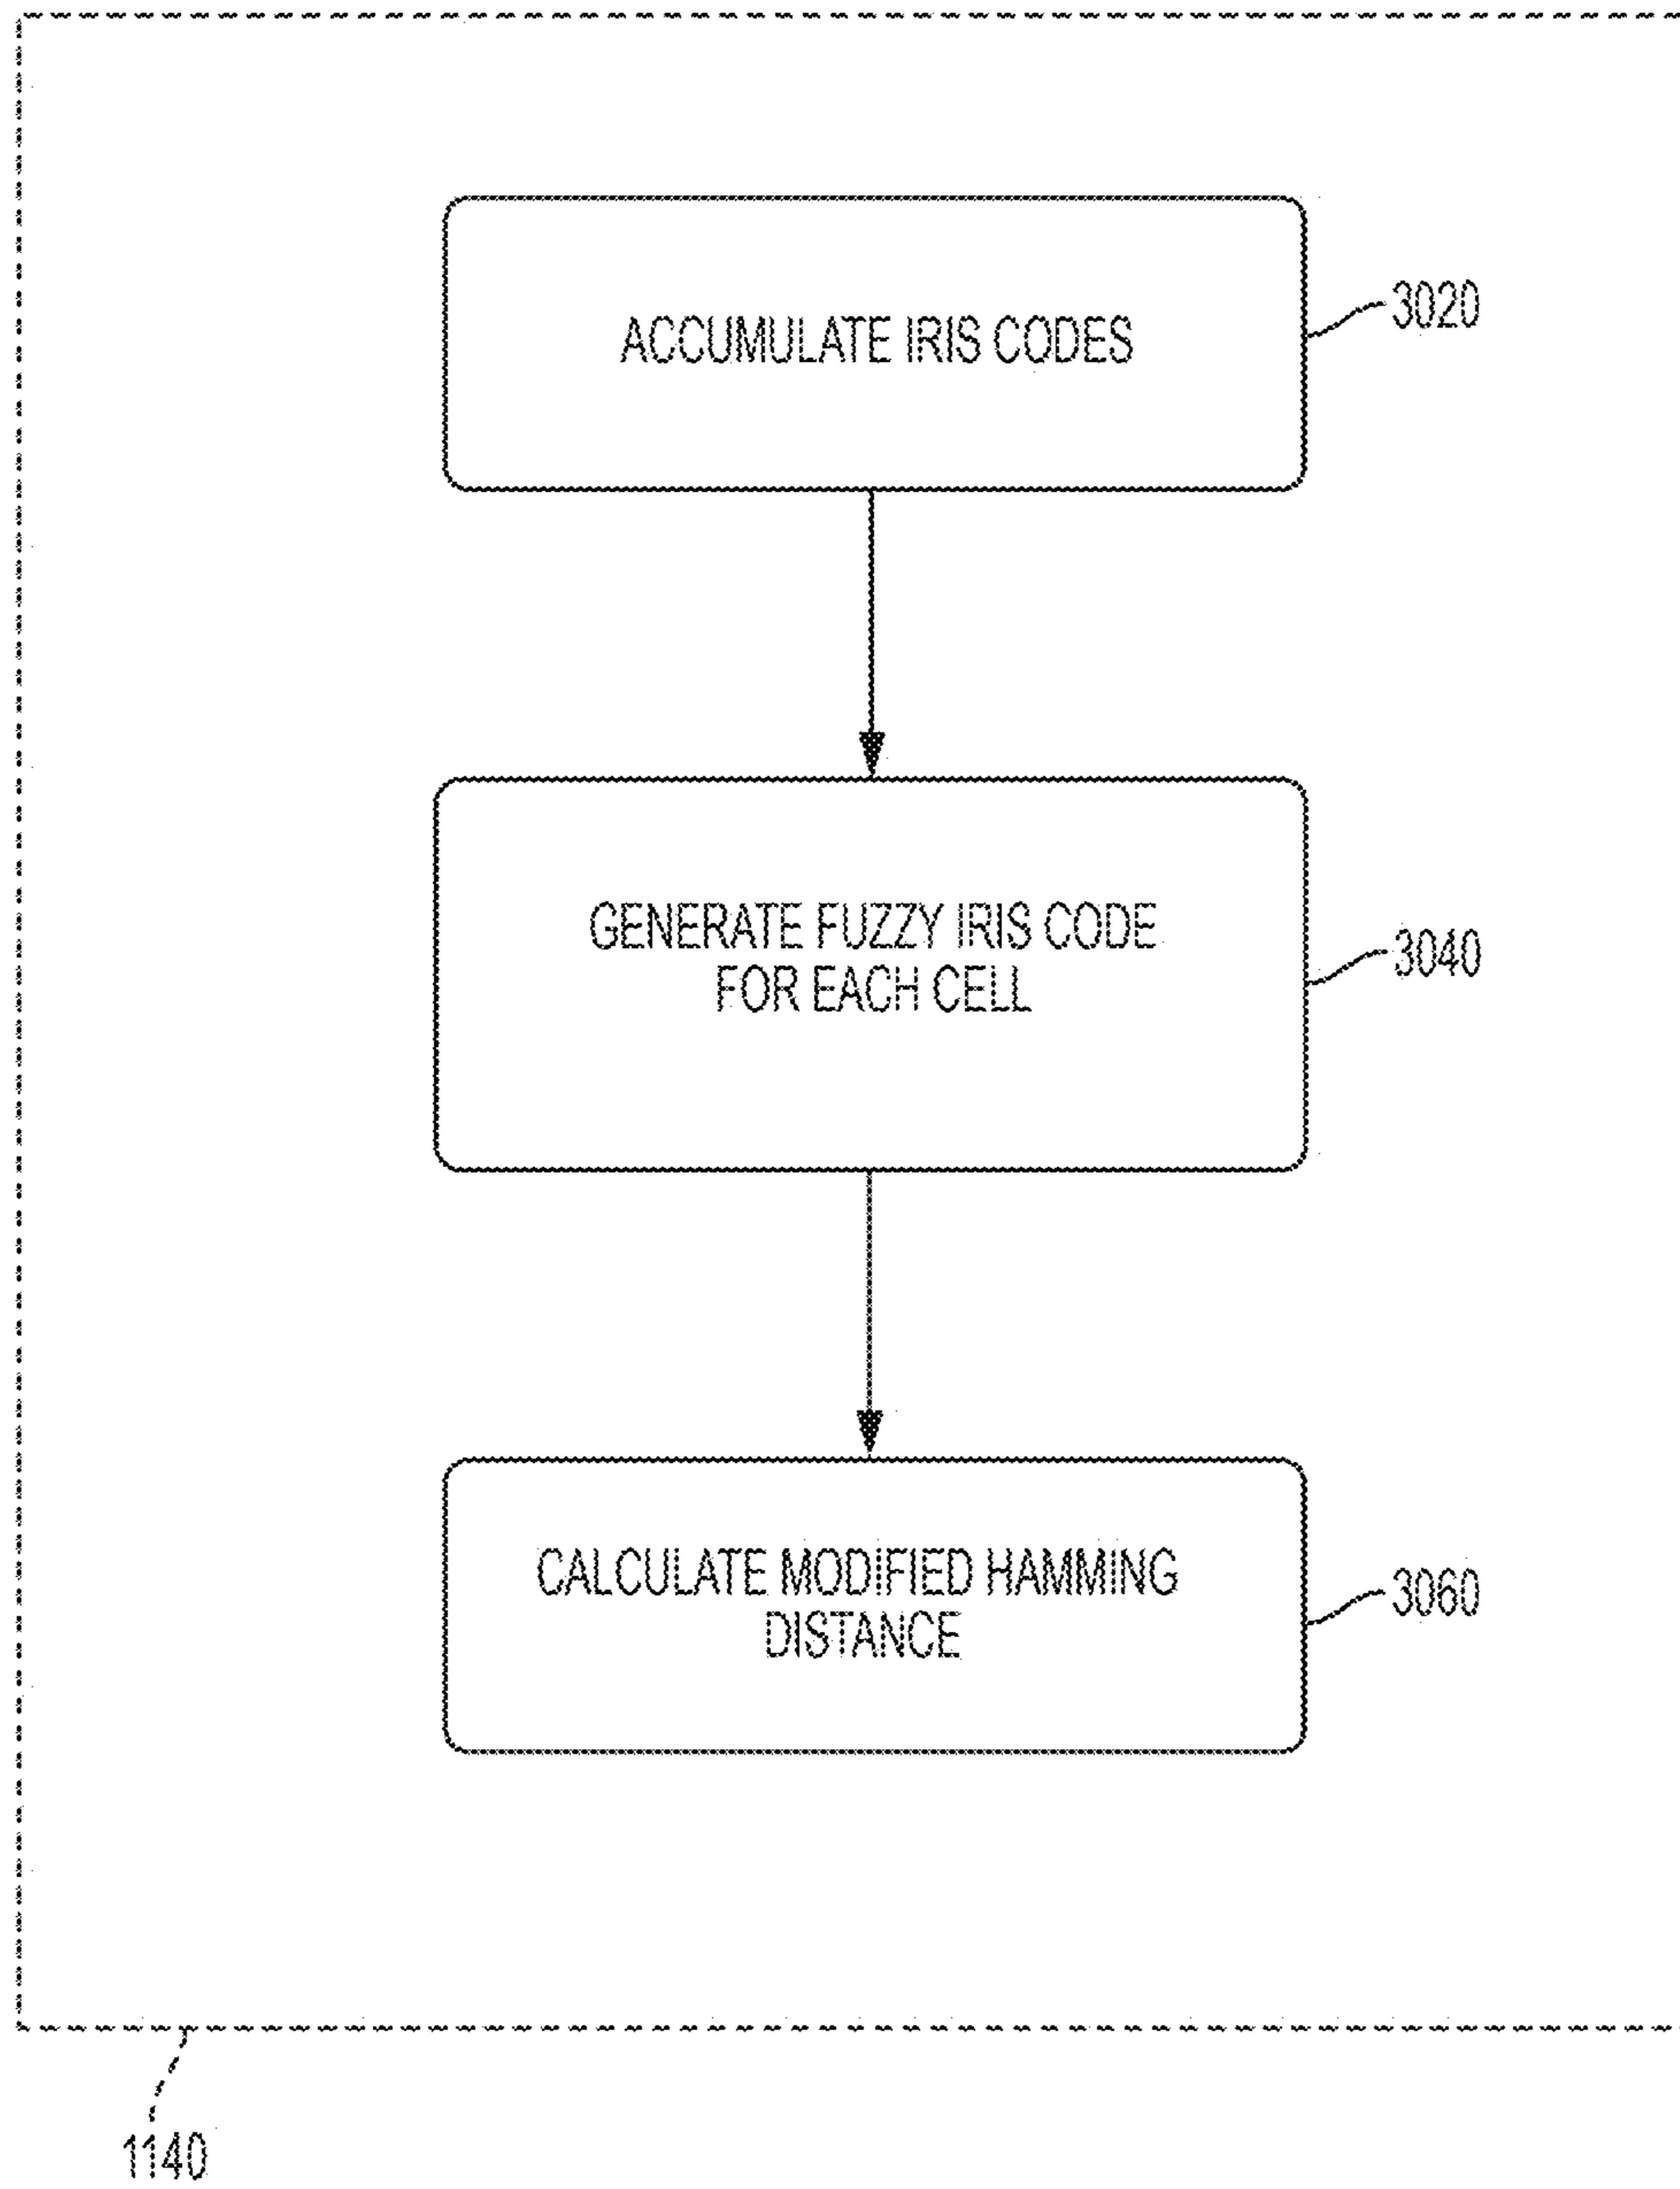 ACCUMULATE IRIS CODES
3020
GENERATE FUZZY IRIS CODE
FOR EACH CELL
3040
CALCULATE MODIFIED HAMMING
DISTANCE
3060
1140